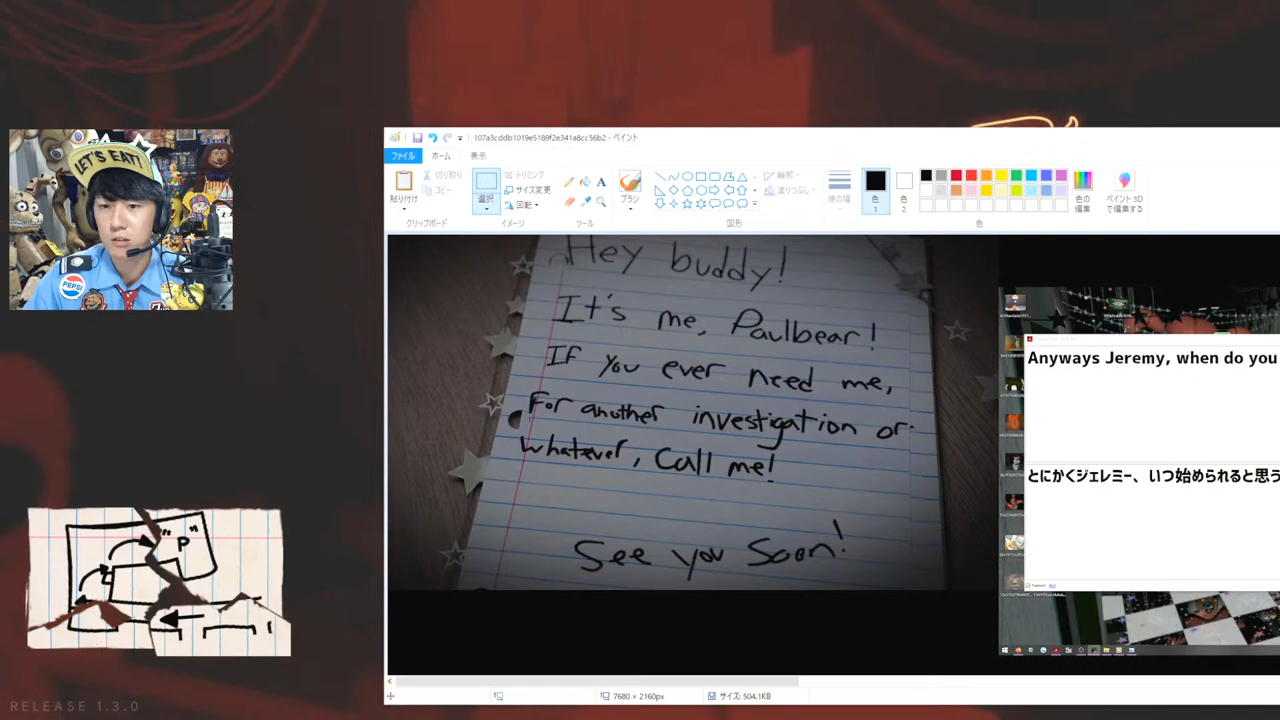 LET'S EAT!
PEPSI
"P"
RELEASE 1.3.0
107a3cddb1019e5189f2e341a8cc56b2 - ペイント
ファイル
ホーム
表示
貼り付け
切り取り
コピー
クリップボード
選択
トリミング
サイズ変更
回転
イメージ
ツール
ブラシ
輪郭
塗りつぶし
図形
線の幅
色
1
色
2
色の
編集
ペイント 3D
で編集する
色
Hey buddy!
It's me, Paulbear!
If you ever need me,
For another investigation or
whatever, Call me!
See you Soon!
Anyways Jeremy, when do you
とにかくジェレミー、いつ始められると思う
7680 × 2160px
サイズ: 504.1KB